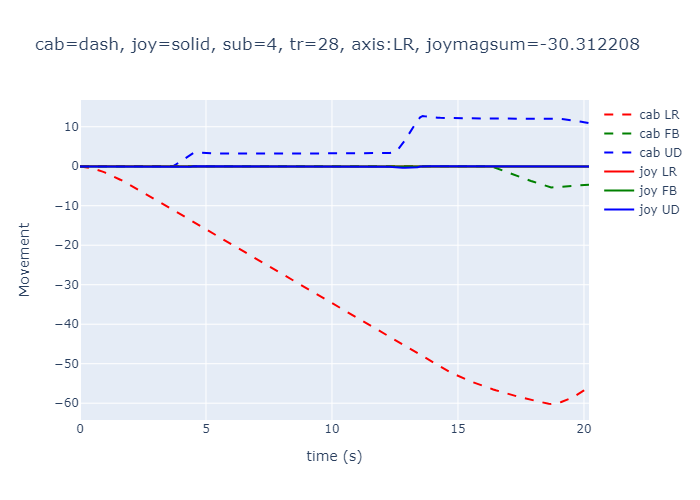 cab=dash, joy=solid, sub=4, tr=28, axis:LR, joymagsum=-30.312208
cab LR
cab FB
cab UD
joy LR
joy FB
joy UD
Movement
10
0
−10
−20
−30
−40
−50
−60
0
5
10
15
20
time (s)